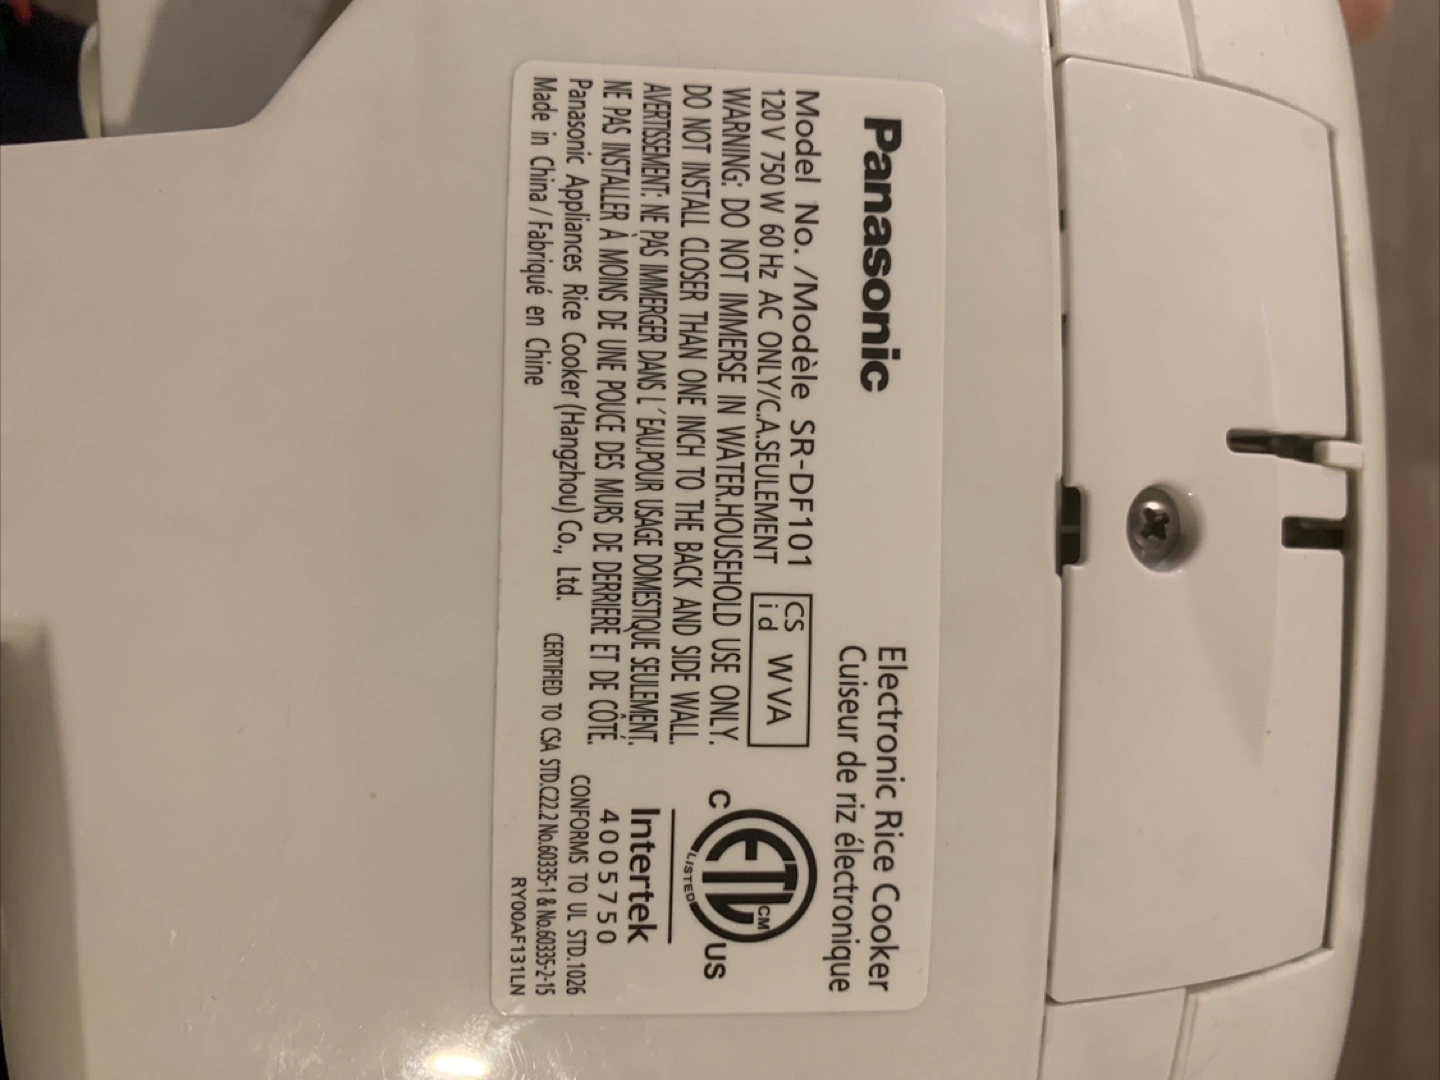 Panasonic
Electronic Rice Cooker
Cuiseur de riz électronique
Model No. /Modèle SR-DF101
120 V 750 W 60 Hz AC ONLY/C.A.SEULEMENT
CS WVA
id
WARNING: DO NOT IMMERSE IN WATER.HOUSEHOLD USE ONLY.
DO NOT INSTALL CLOSER THAN ONE INCH TO THE BACK AND SIDE WALL.
AVERTISSEMENT: NE PAS IMMERGER DANS L´EAU.POUR USAGE DOMESTIQUE SEULEMENT.
NE PAS INSTALLER À MOINS DE UNE POUCE DES MURS DE DERRIERE ET DE CÔTE.
Panasonic Appliances Rice Cooker (Hangzhou) Co., Ltd.
Made in China / Fabriqué en Chine
C ETL CM US
LISTED
Intertek
4005750
CONFORMS TO UL STD.1026
CERTIFIED TO CSA STD.C22.2 No.60335-1 & No.60335-2-15
RY00AF131LN